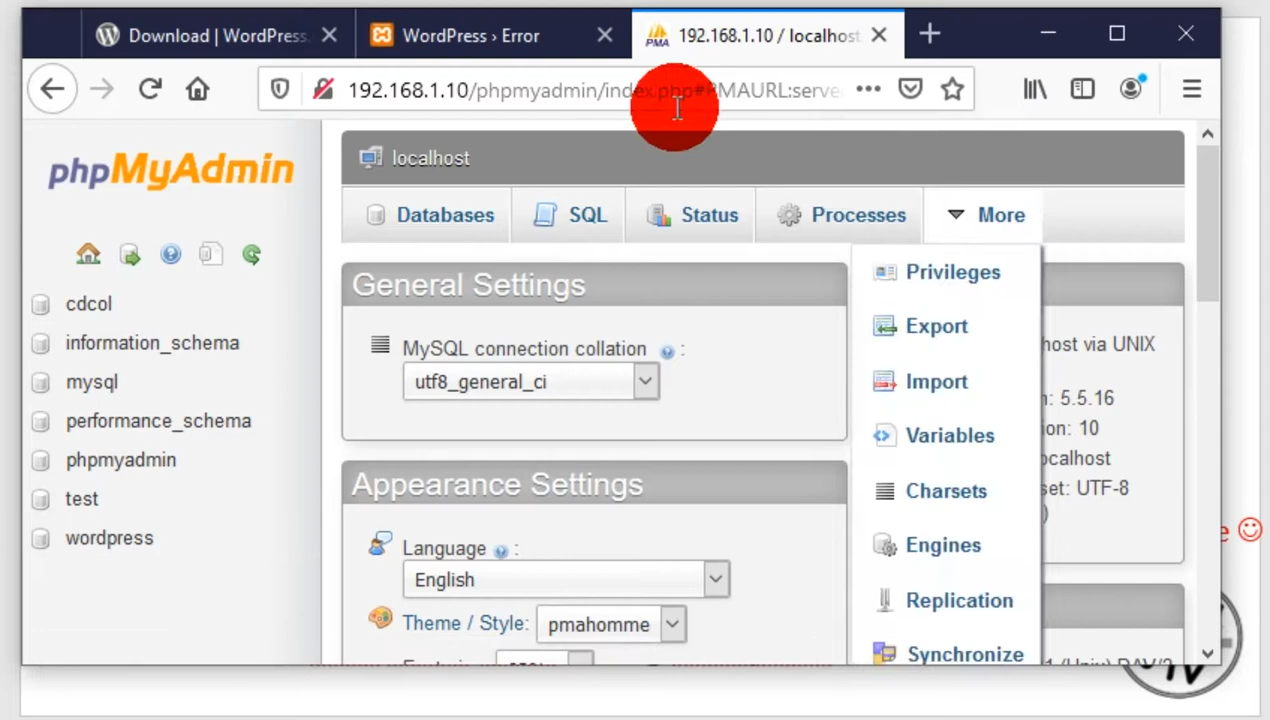 Download | WordPress.
WordPress › Error
192.168.1.10 / localhost
192.168.1.10/phpmyadmin/index.php#PMAURL:serve
phpMyAdmin
cdcol
information_schema
mysql
performance_schema
phpmyadmin
test
wordpress
localhost
Databases
SQL
Status
Processes
More
Privileges
Export
Import
Variables
Charsets
Engines
Replication
Synchronize
General Settings
MySQL connection collation :
utf8_general_ci
Appearance Settings
Language :
English
Theme / Style:
pmahomme
host via UNIX
: 5.5.16
ion: 10
ocalhost
set: UTF-8
)
PMA